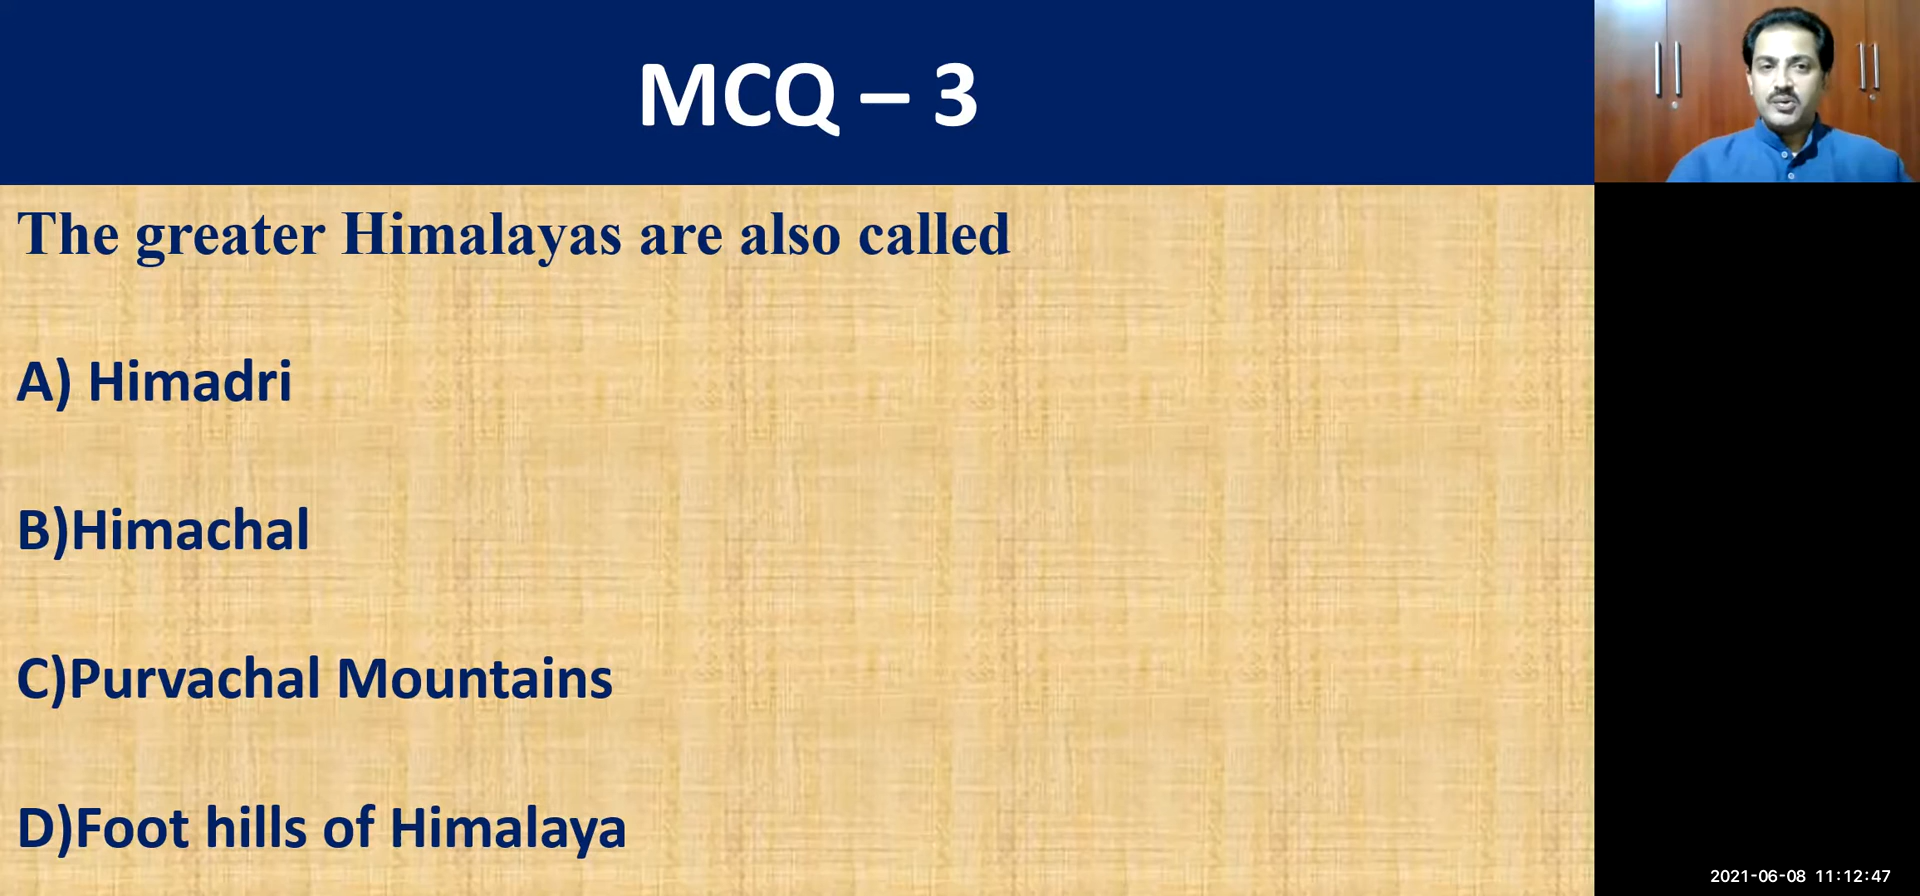 MCQ – 3
The greater Himalayas are also called
A) Himadri
B)Himachal
C)Purvachal Mountains
D)Foot hills of Himalaya
2021-06-08 11:12:47